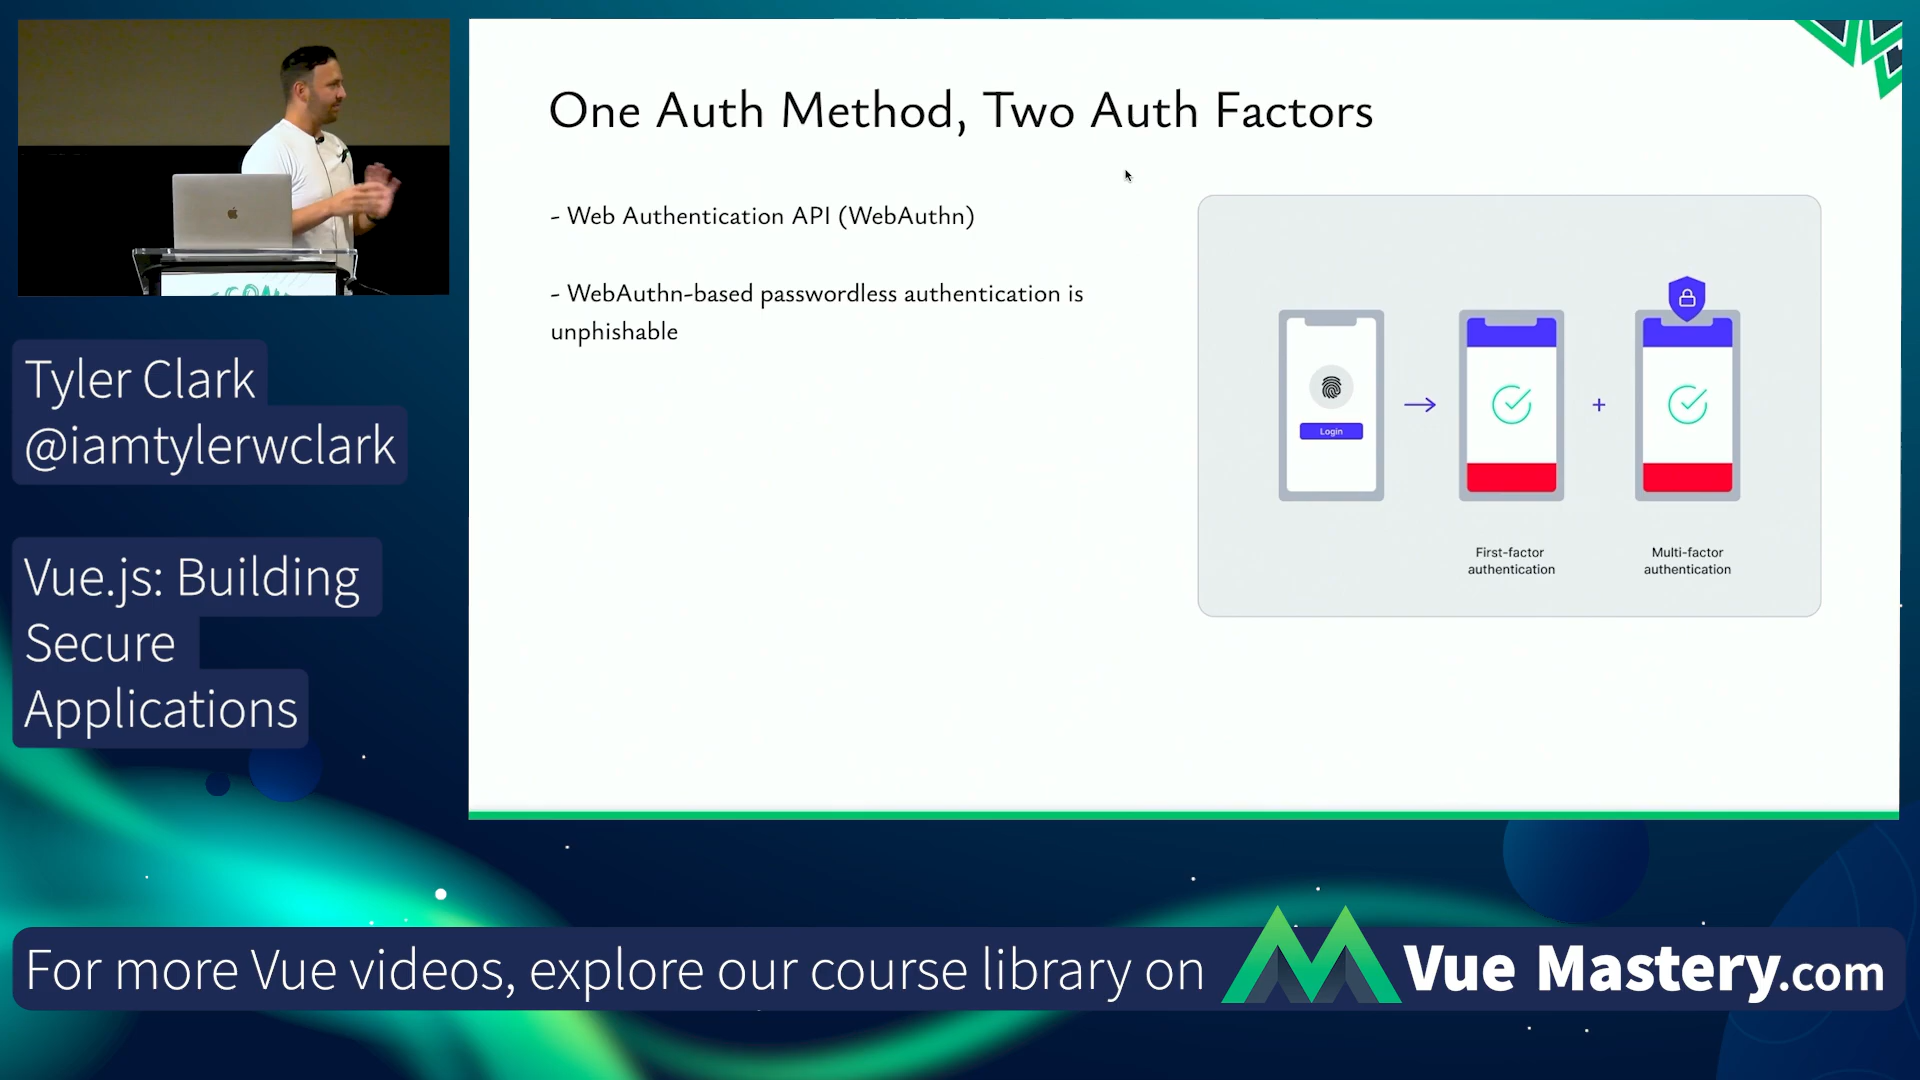 One Auth Method, Two Auth Factors
- Web Authentication API (WebAuthn)
- WebAuthn-based passwordless authentication is
unphishable
Login
+
First-factor
authentication
Multi-factor
authentication
Tyler Clark
@iamtylerwclark
Vue.js: Building
Secure
Applications
For more Vue videos, explore our course library on
Vue Mastery.com